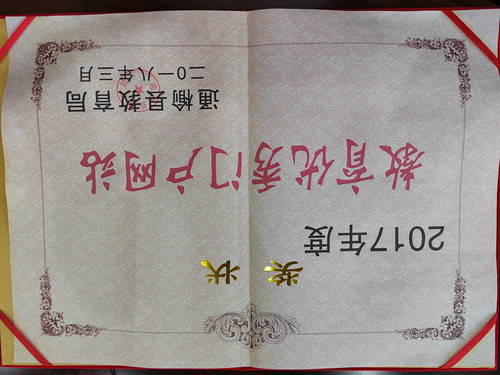 奖 状
2017年度
教育优秀门户网站
通榆县教育局
二〇一八年三月